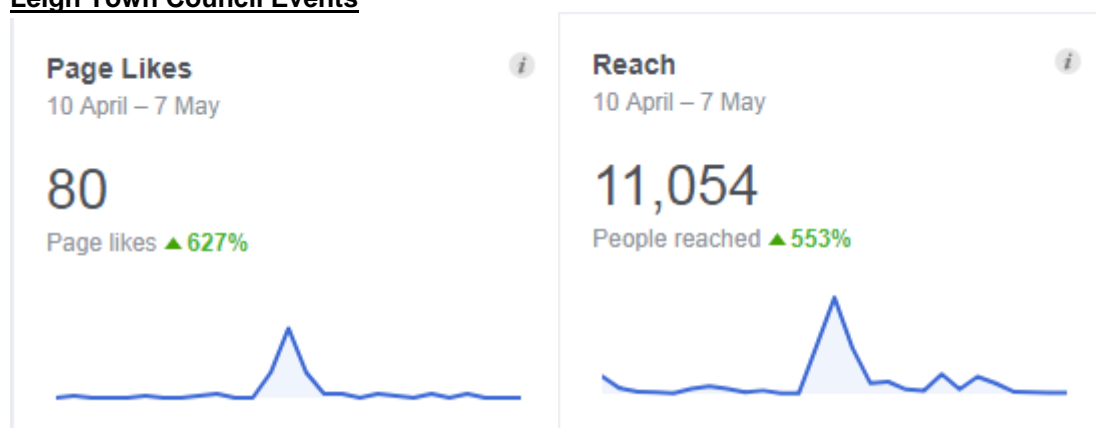 Leigh Town Council Events
Page Likes
10 April – 7 May
80
Page likes ▲ 627%
Reach
10 April – 7 May
11,054
People reached ▲ 553%